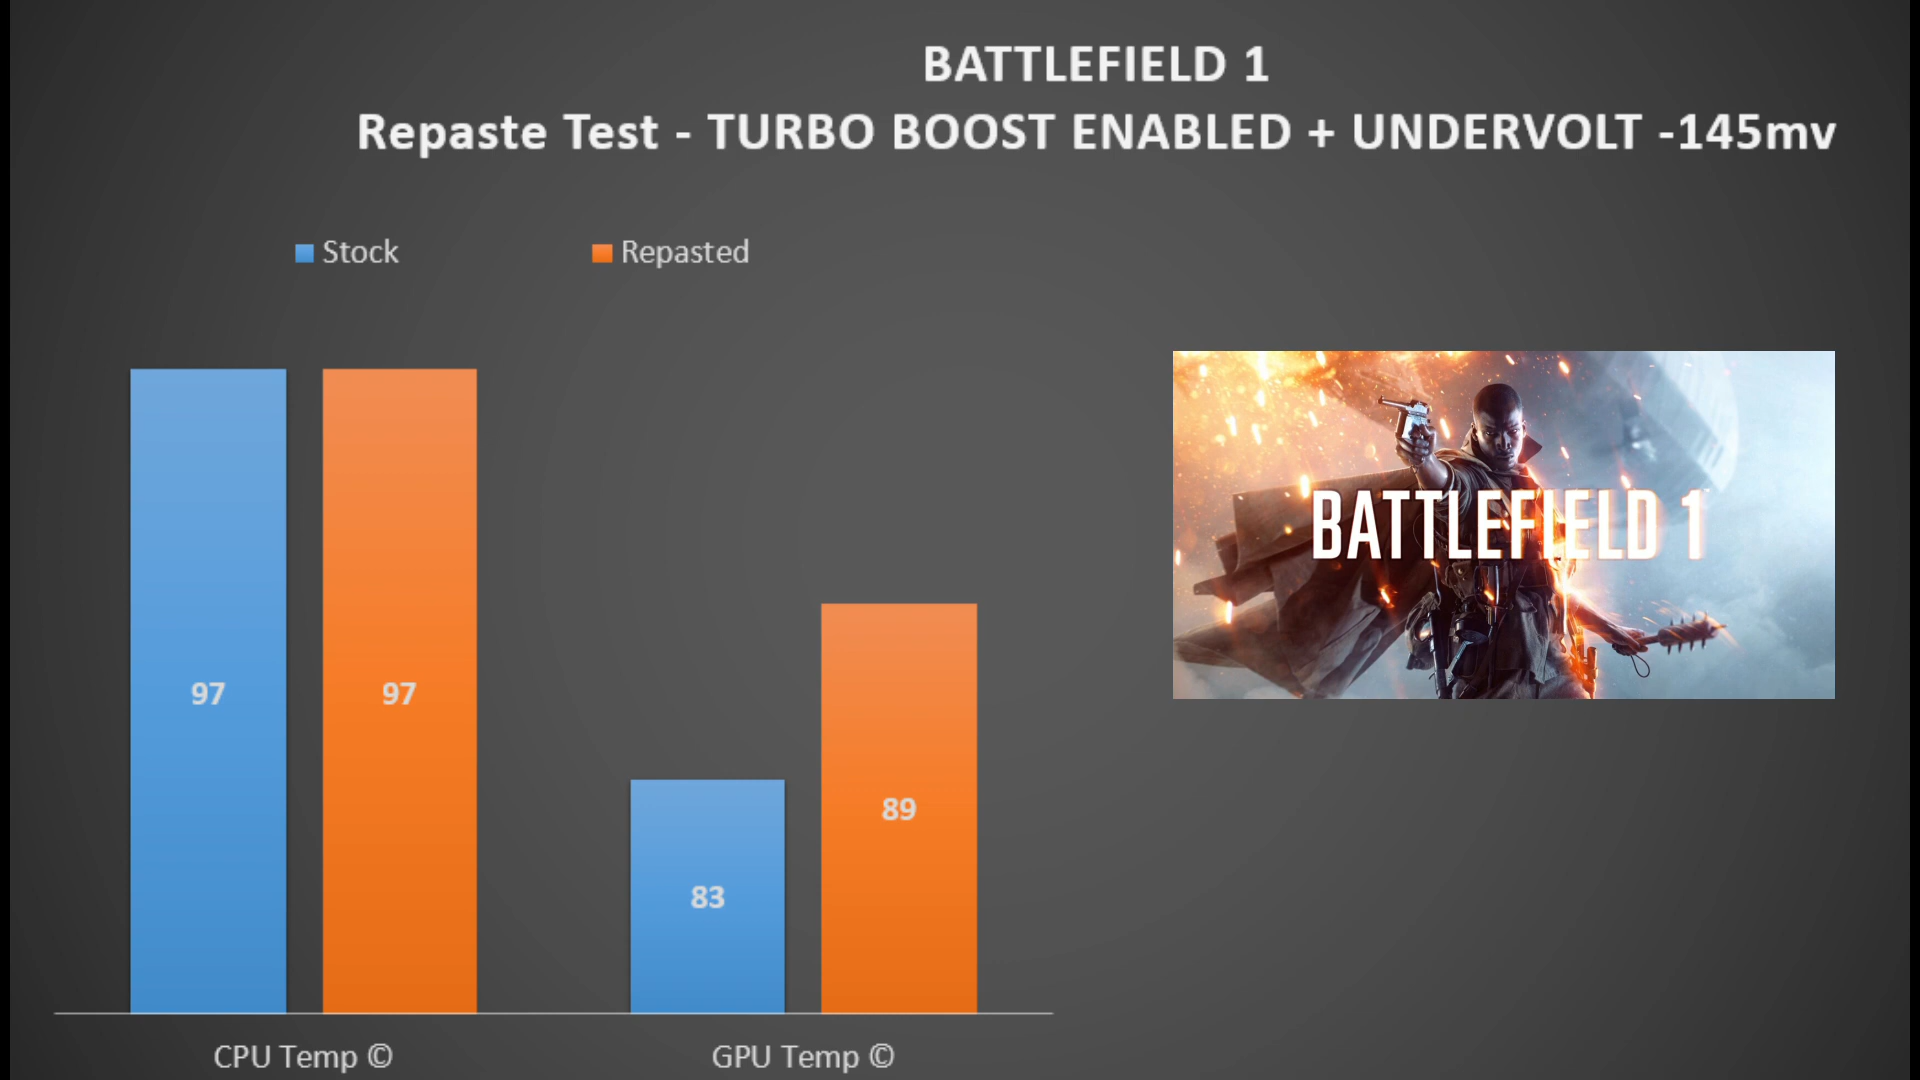 BATTLEFIELD 1
Repaste Test - TURBO BOOST ENABLED + UNDERVOLT -145mv
Stock
Repasted
97
97
83
89
CPU Temp ©
GPU Temp ©
BATTLEFIELD 1